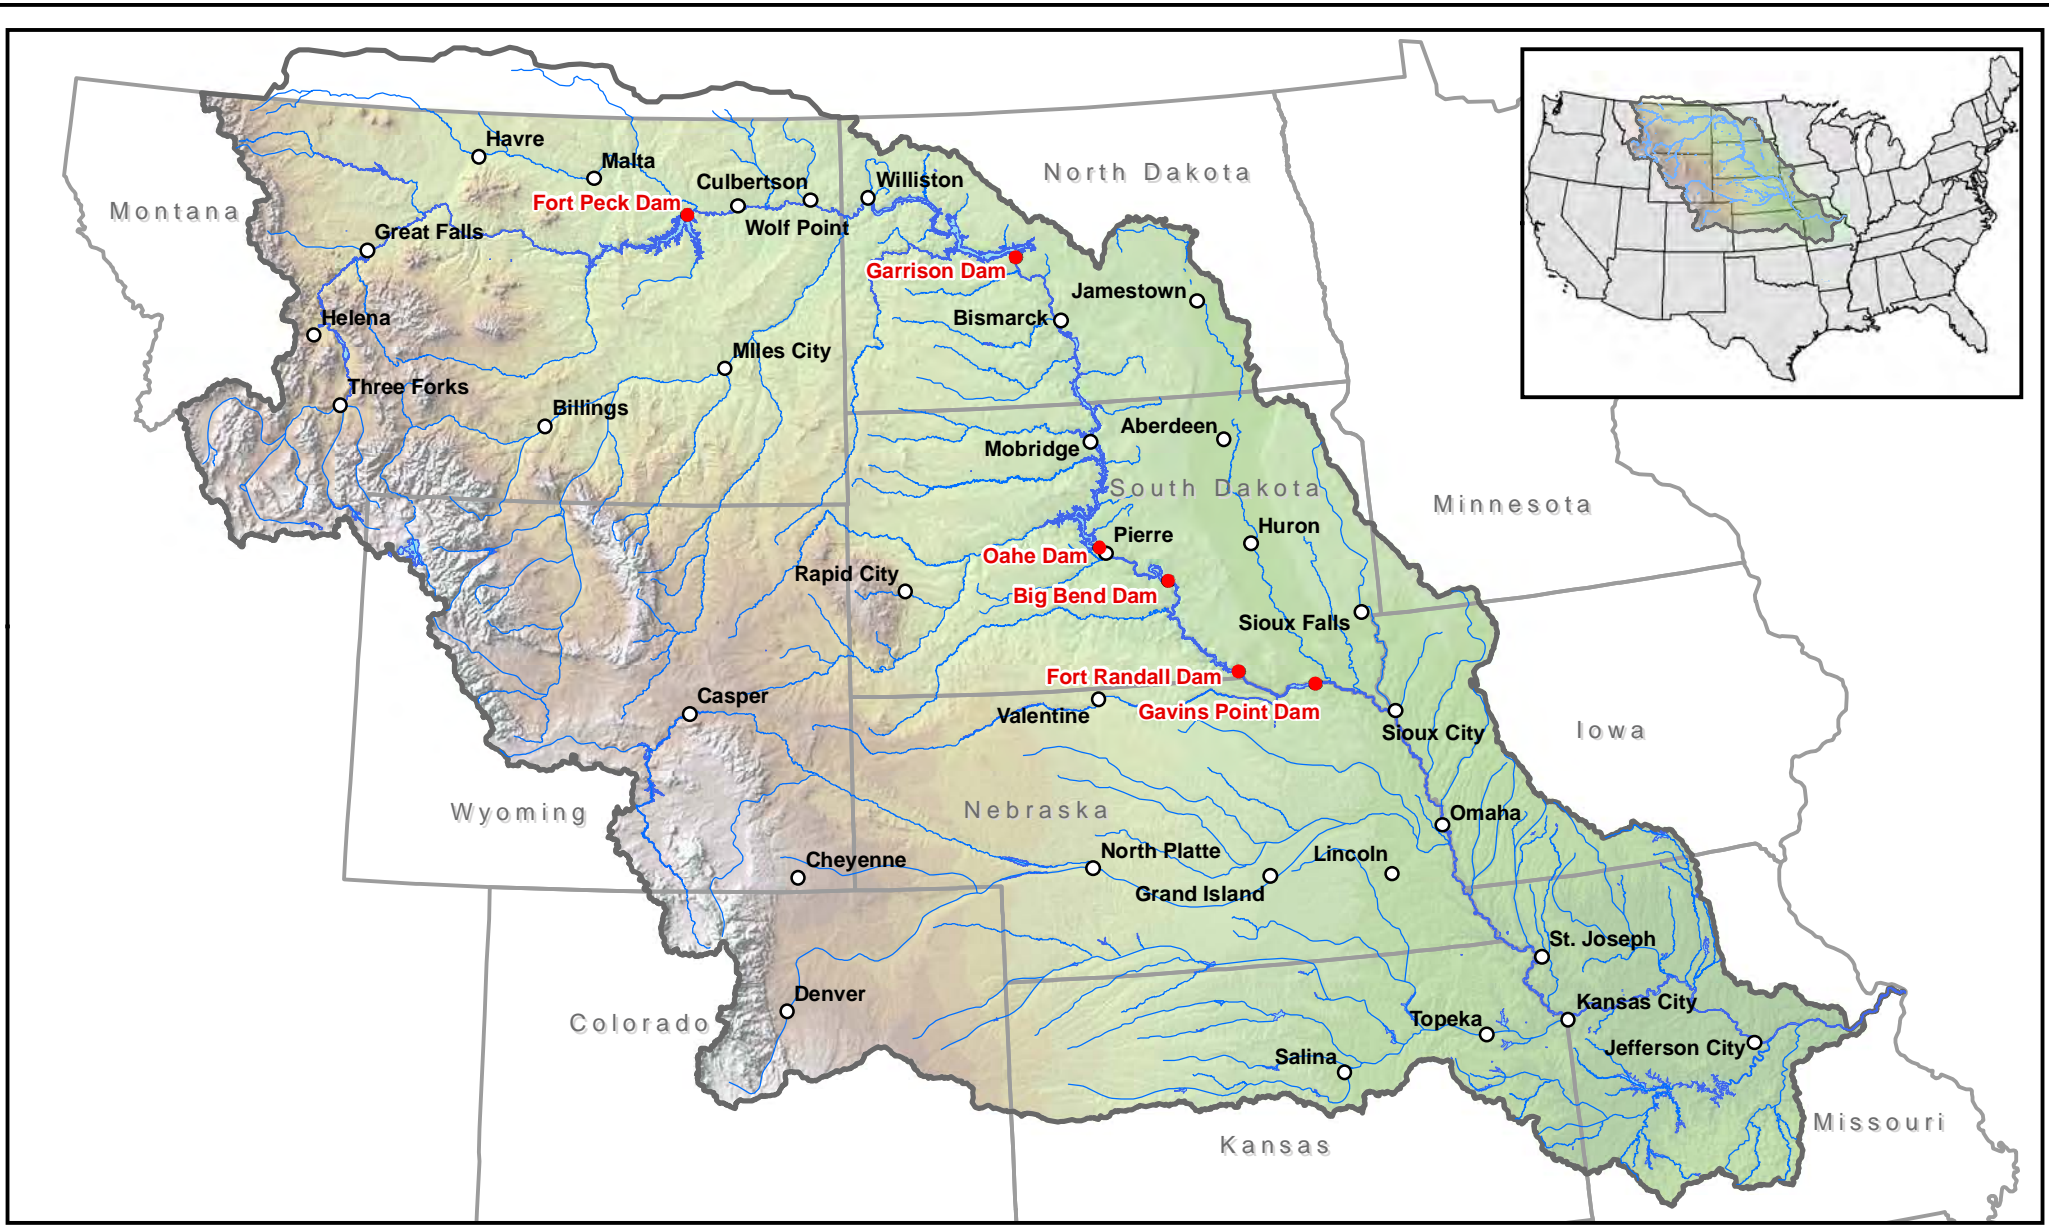 Havre
Malta
North Dakota
Culbertson
Williston
Fort Peck Dam
Montana
Wolf Point
Great Falls
Garrison Dam
Jamestown
Helena
Bismarck
MIles City
Three Forks
Billings
Aberdeen
Mobridge
South Dakota
Minnesota
Huron
Pierre
Oahe Dam
Rapid City
Big Bend Dam
Sioux Falls
Fort Randall Dam
Casper
Valentine
Gavins Point Dam
Sioux City
Iowa
Wyoming
Nebraska
Omaha
North Platte
Lincoln
Cheyenne
Grand Island
St. Joseph
Denver
Kansas City
Colorado
Topeka
Jefferson City
Salina
Missouri
Kansas